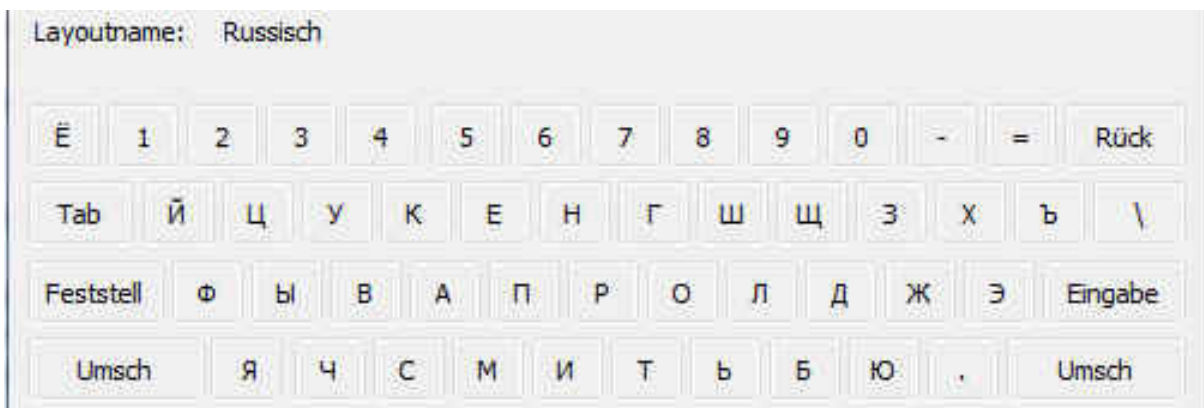 Layoutname: Russisch
Ё 1 2 3 4 5 6 7 8 9 0 - = Rück
Tab Й Ц У К Е Н Г Ш Щ З Х Ъ \
Feststell Ф Ы В А П Р О Л Д Ж Э Eingabe
Umsch Я Ч С М И Т Ь Б Ю . Umsch